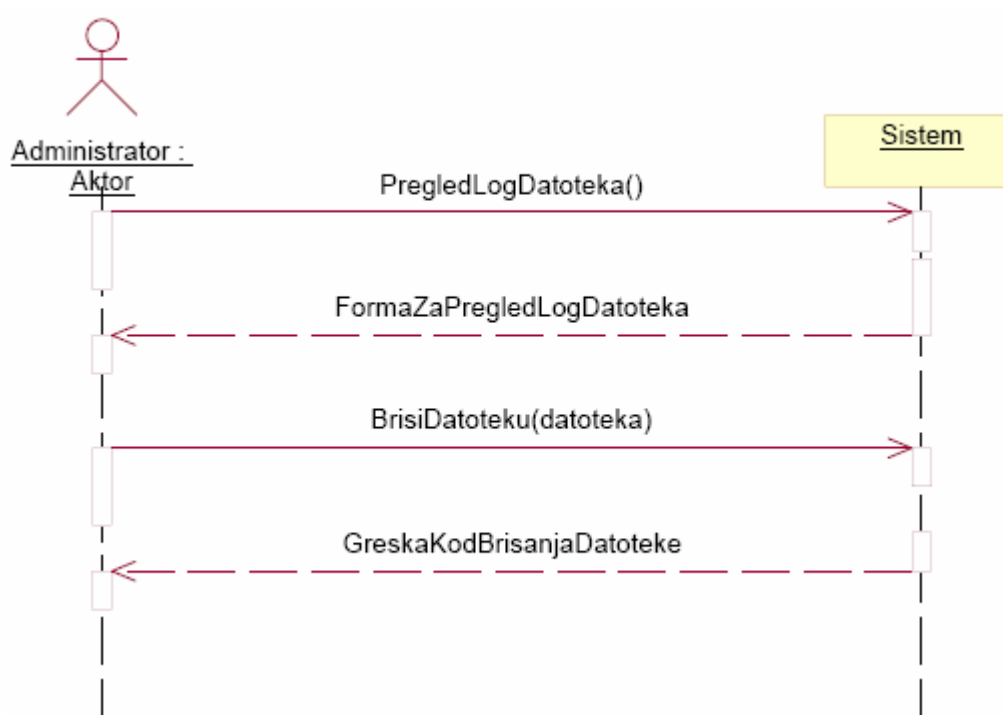 Administrator :
Aktor
Sistem
PregledLogDatoteka()
FormaZaPregledLogDatoteka
BrisiDatoteku(datoteka)
GreskaKodBrisanjaDatoteke